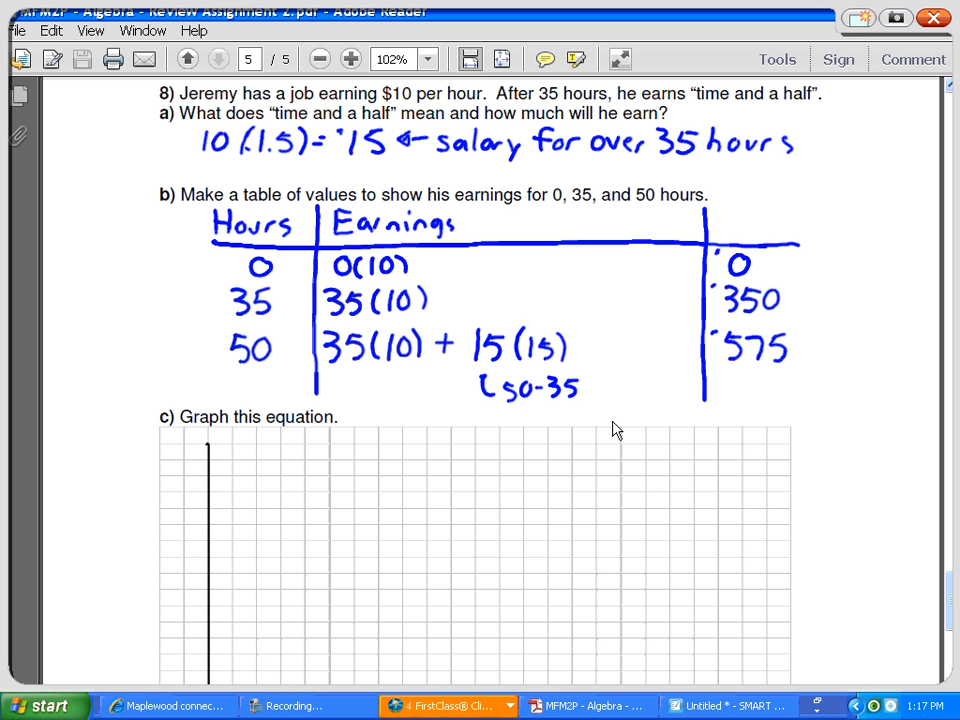 MFM2P - Algebra - Review Assignment 2.pdf - Adobe Reader
File Edit View Window Help
5 / 5 102% Tools Sign Comment
8) Jeremy has a job earning $10 per hour. After 35 hours, he earns “time and a half”.
a) What does “time and a half” mean and how much will he earn?
10 (1.5) = 15 ← salary for over 35 hours
b) Make a table of values to show his earnings for 0, 35, and 50 hours.
Hours Earnings
0 0(10) 0
35 35(10) 350
50 35(10) + 15(15) 575
50-35
c) Graph this equation.
start Maplewood connec... Recording... 4 FirstClass® Cli... MFM2P - Algebra - ... Untitled * - SMART ... 1:17 PM